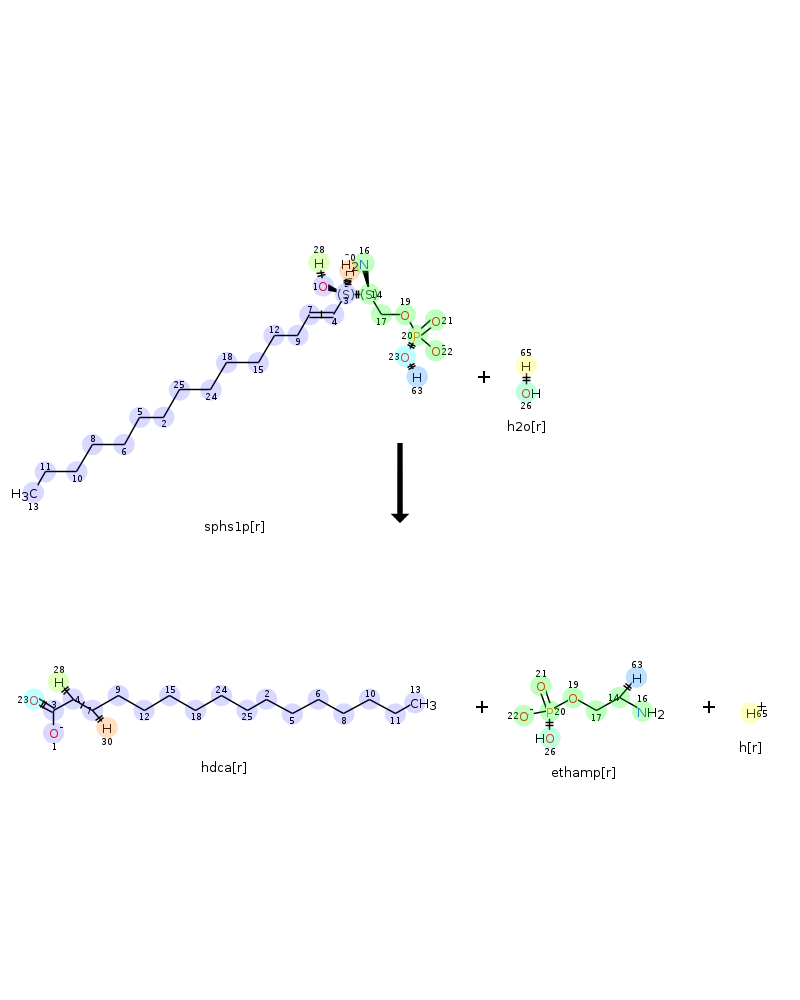 28 30 16
H H H2N
1 O (S) 3 (S) 14 19
7 4 17 O O 21
12 9 20 P
18 15 23 O O- 22
25 24 H 65
5 2 63 H
8 6 + OH
11 10 26
H3C h2o[r]
13
sphs1p[r]
28 63
H 21 H
23 O 3 4 7 9 12 15 18 24 25 2 5 6 8 10 11 13 CH3 O 19 14 16
O- H + 22 O- P 20 O 17 NH2 + H+ 65
1 30 HO
26 h[r]
hdca[r] ethamp[r]